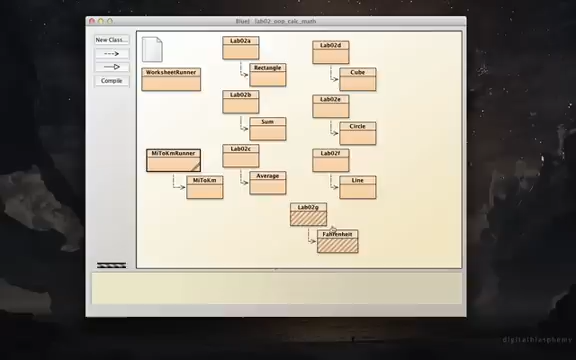 BlueJ: lab02_oop_calc_math
New Class...
Compile
WorksheetRunner
Lab02a
Rectangle
Lab02d
Cube
Lab02b
Sum
Lab02e
Circle
MiToKmRunner
MiToKm
Lab02c
Average
Lab02f
Line
Lab02g
Fahrenheit
digitalblasphemy